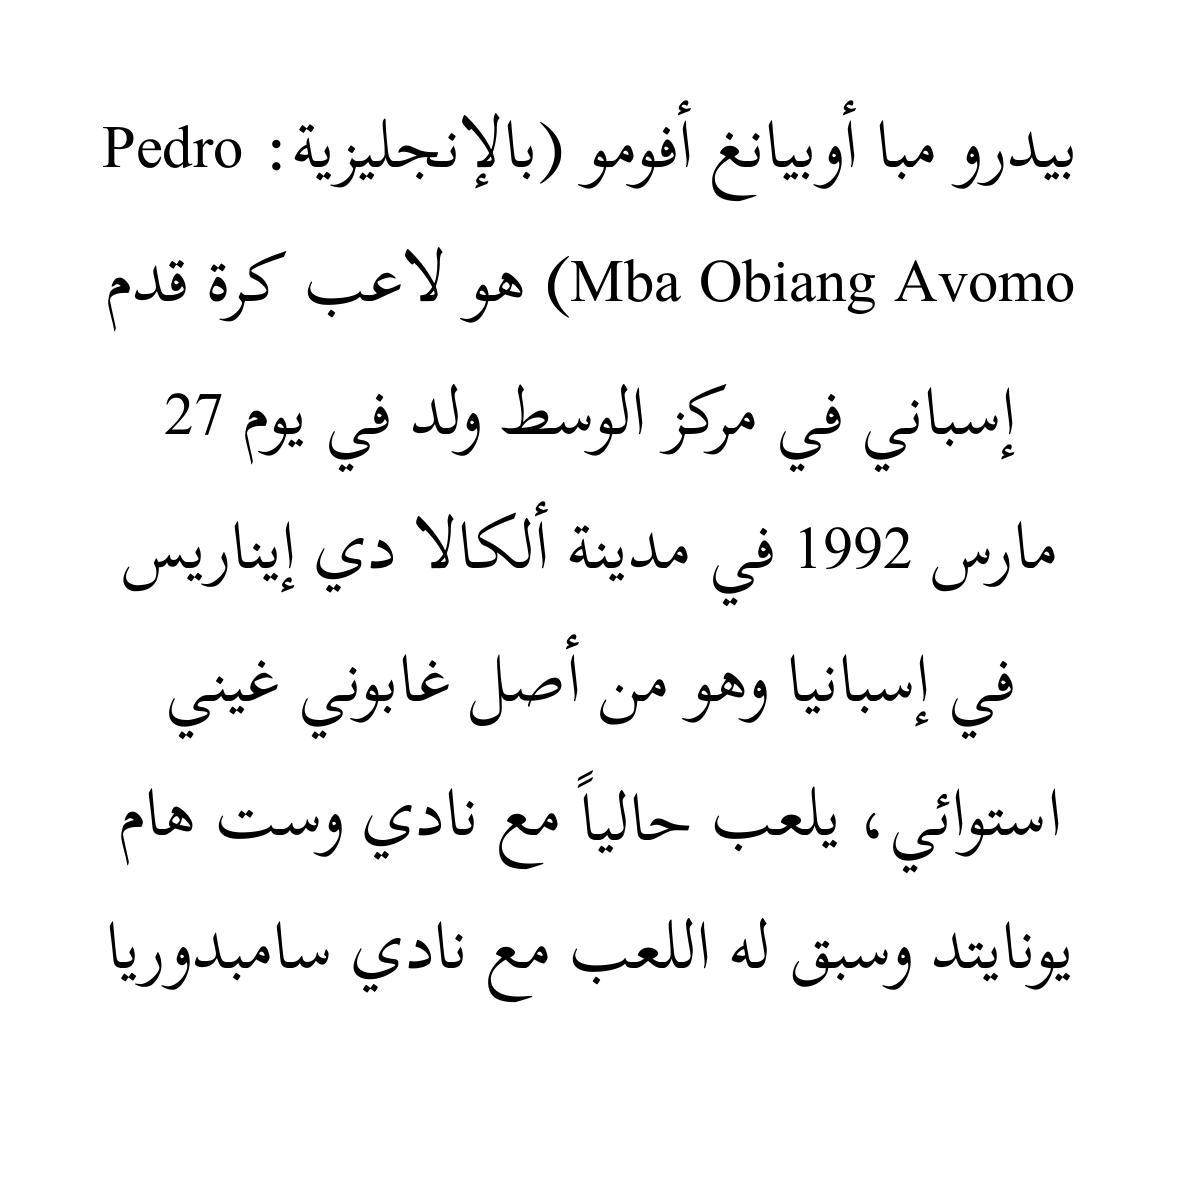 بيدرو مبا أوبيانغ أفومو (بالإنجليزية: Pedro
Mba Obiang Avomo) هو لاعب كرة قدم
إسباني في مركز الوسط ولد في يوم 27
مارس 1992 في مدينة ألكالا دي إيناريس
في إسبانيا وهو من أصل غابوني غيني
استوائي، يلعب حالياً مع نادي وست هام
يونايتد وسبق له اللعب مع نادي سامبدوريا